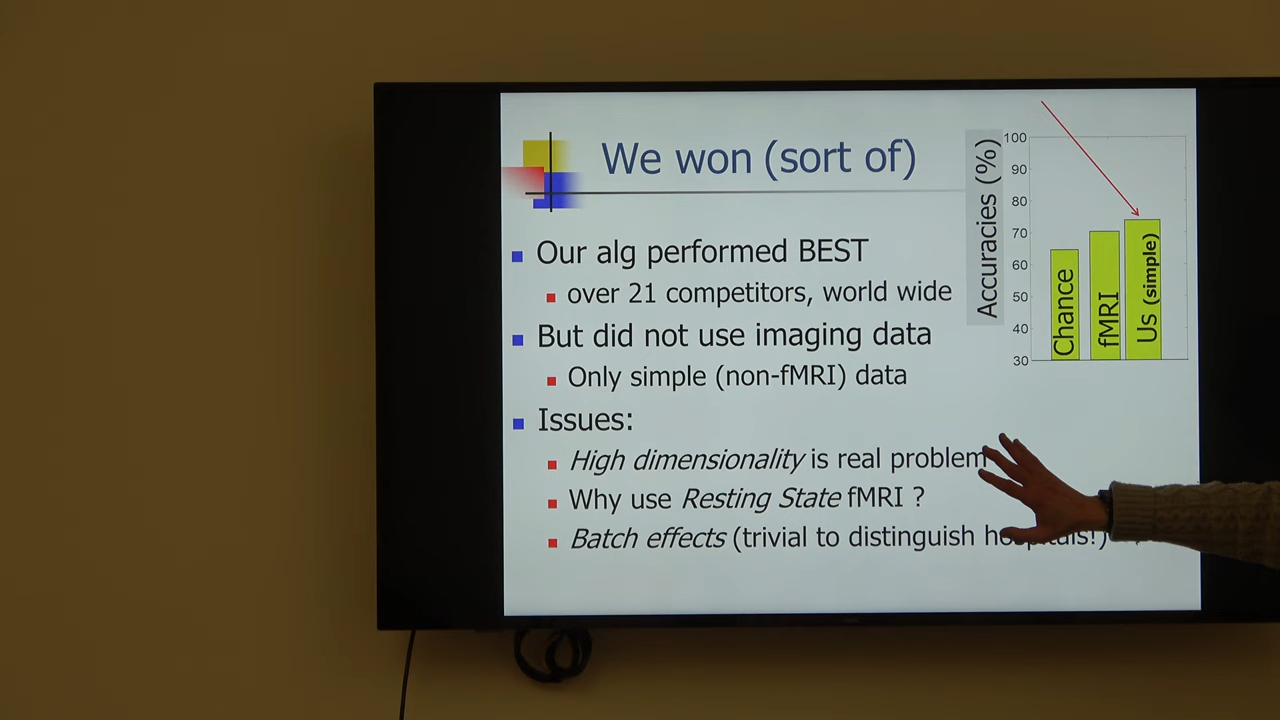 We won (sort of)
Our alg performed BEST
over 21 competitors, world wide
But did not use imaging data
Only simple (non-fMRI) data
Issues:
High dimensionality is real problem
Why use Resting State fMRI ?
Batch effects (trivial to distinguish hospitals!)
Accuracies (%)
100
90
80
70
60
50
40
30
Chance
fMRI
Us (simple)